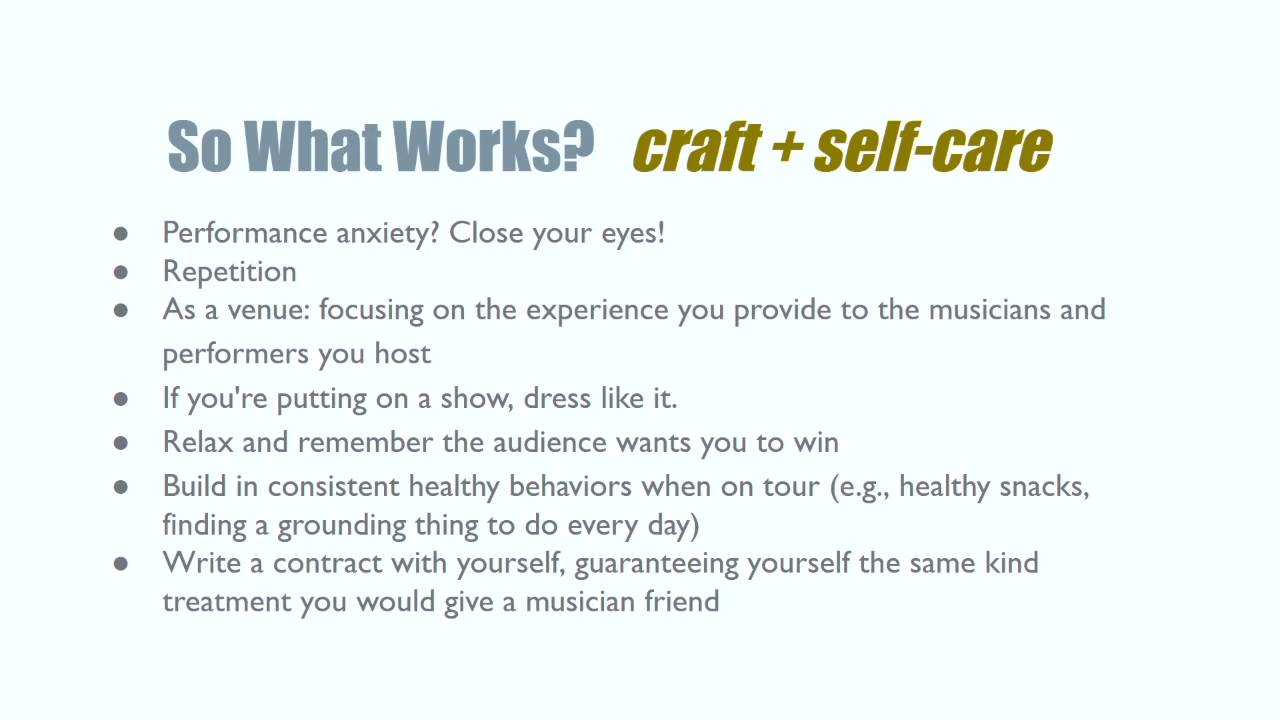 So What Works? craft + self-care
● Performance anxiety? Close your eyes!
● Repetition
● As a venue: focusing on the experience you provide to the musicians and
performers you host
● If you're putting on a show, dress like it.
● Relax and remember the audience wants you to win
● Build in consistent healthy behaviors when on tour (e.g., healthy snacks,
finding a grounding thing to do every day)
● Write a contract with yourself, guaranteeing yourself the same kind
treatment you would give a musician friend